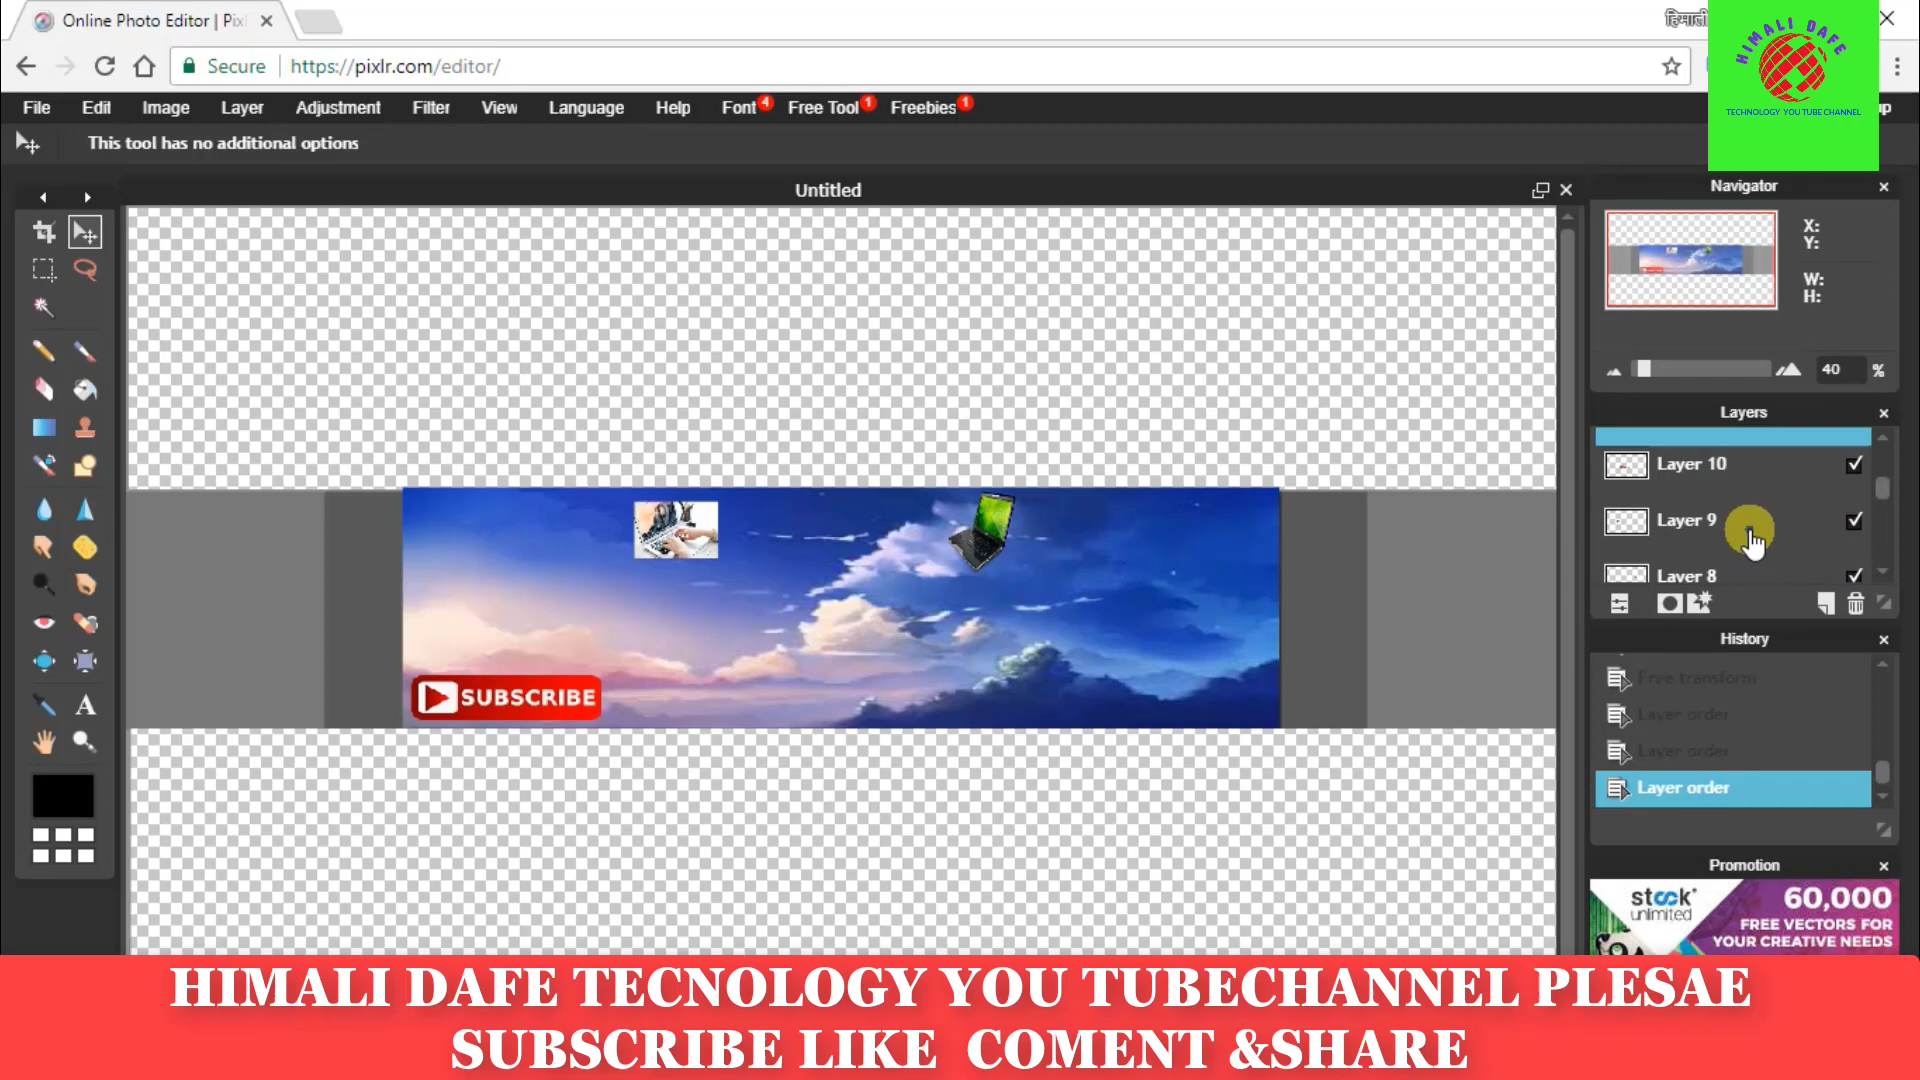 Online Photo Editor | Pix
Secure
https://pixlr.com/editor/
HIMALI DAFE
TECHNOLOGY YOU TUBE CHANNEL
File Edit Image Layer Adjustment Filter View Language Help Font 4 Free Tool 1 Freebies 1
This tool has no additional options
Untitled
Navigator
X:
Y:
W:
H:
40 %
Layers
Layer 10
Layer 9
Layer 8
SUBSCRIBE
A
History
Free transform
Layer order
Layer order
Layer order
Promotion
stock
unlimited
60,000
FREE VECTORS FOR
YOUR CREATIVE NEEDS
HIMALI DAFE TECNOLOGY YOU TUBECHANNEL PLESAE
SUBSCRIBE LIKE COMENT &SHARE